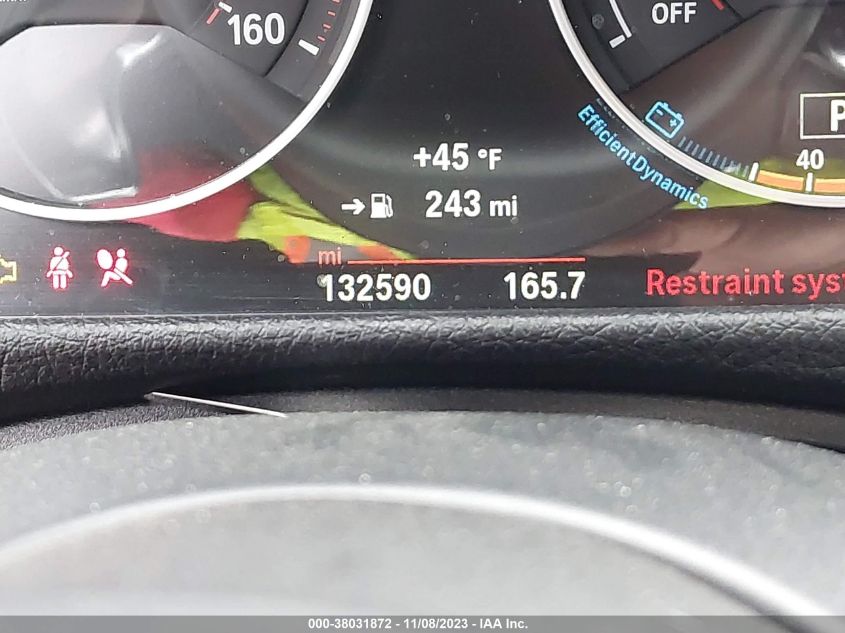 160
OFF
P
EfficientDynamics
40
+45 °F
243 mi
mi
132590 165.7 Restraint sys
000-38031872 - 11/08/2023 - IAA Inc.